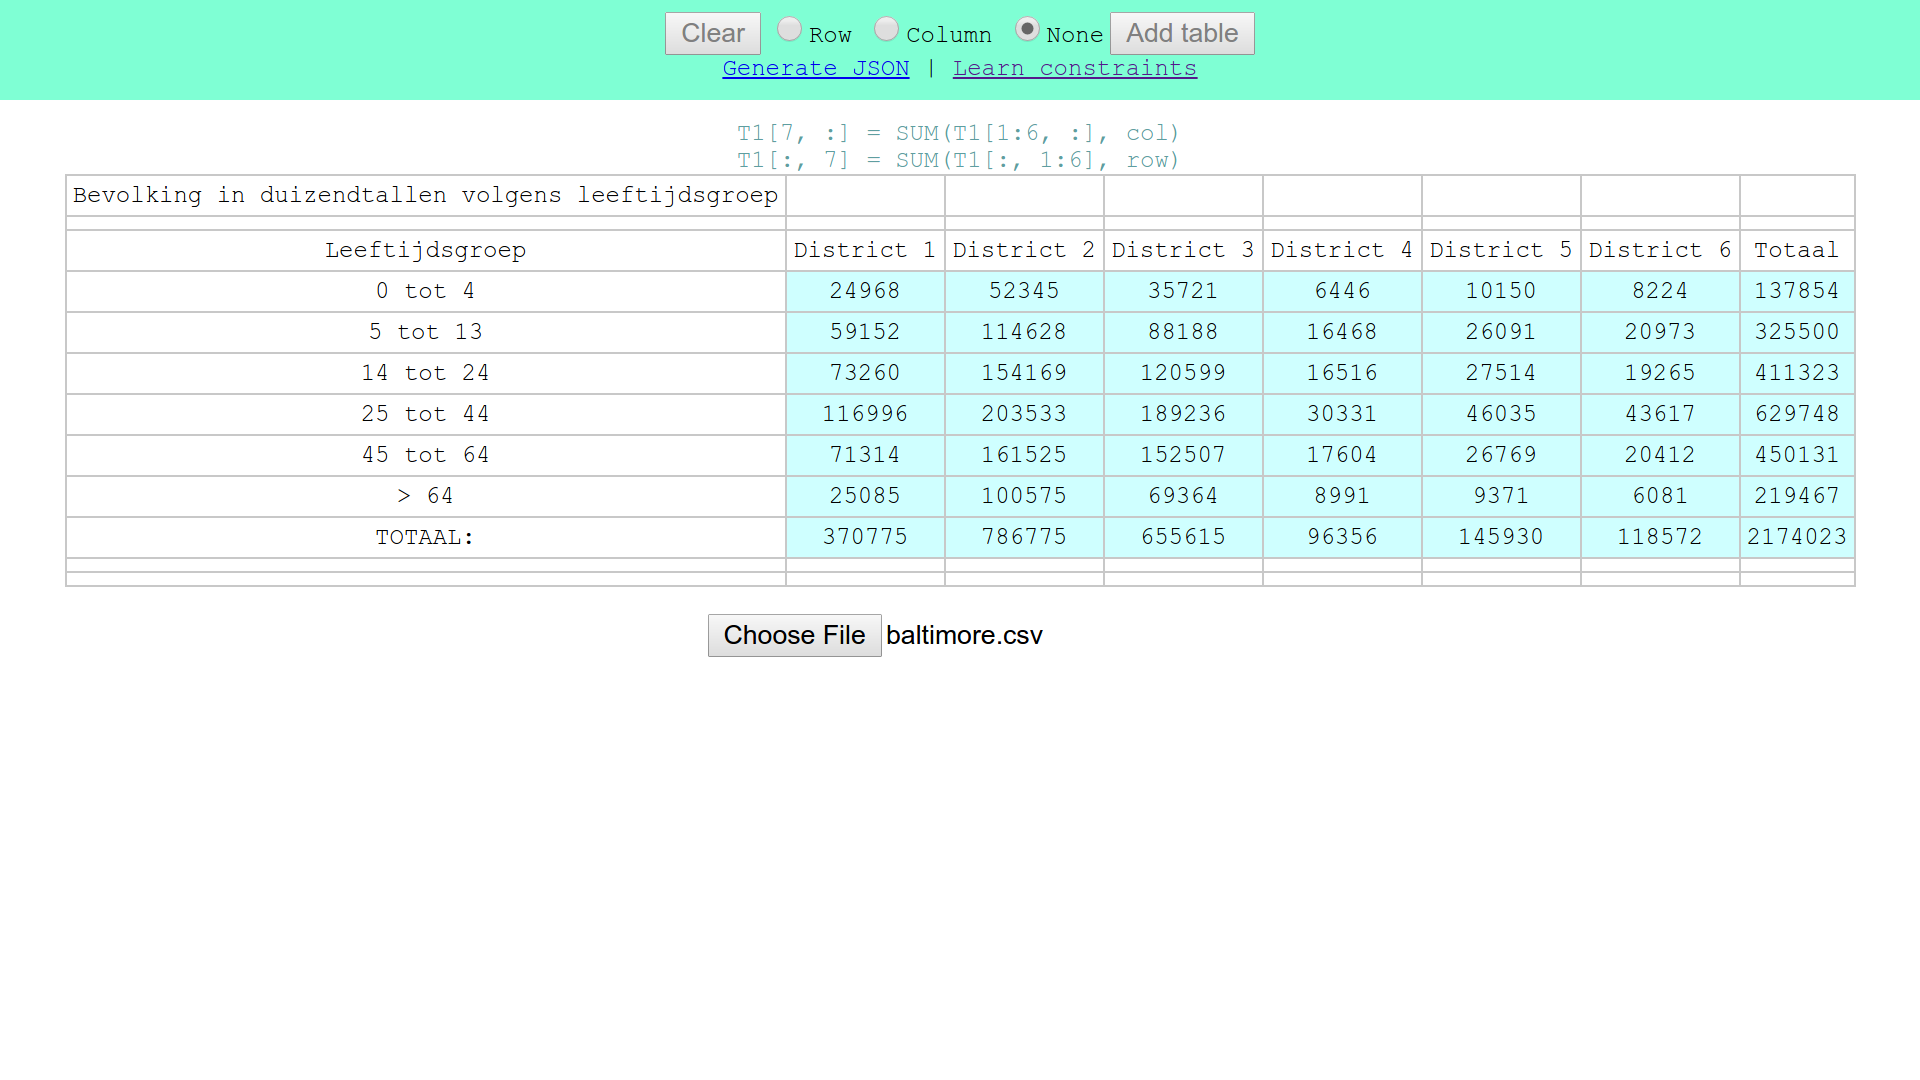 Clear Row Column None Add table
Generate JSON | Learn constraints
T1[7, :] = SUM(T1[1:6, :], col)
T1[:, 7] = SUM(T1[:, 1:6], row)
Bevolking in duizendtallen volgens leeftijdsgroep
Leeftijdsgroep District 1 District 2 District 3 District 4 District 5 District 6 Totaal
0 tot 4 24968 52345 35721 6446 10150 8224 137854
5 tot 13 59152 114628 88188 16468 26091 20973 325500
14 tot 24 73260 154169 120599 16516 27514 19265 411323
25 tot 44 116996 203533 189236 30331 46035 43617 629748
45 tot 64 71314 161525 152507 17604 26769 20412 450131
> 64 25085 100575 69364 8991 9371 6081 219467
TOTAAL: 370775 786775 655615 96356 145930 118572 2174023
Choose File baltimore.csv